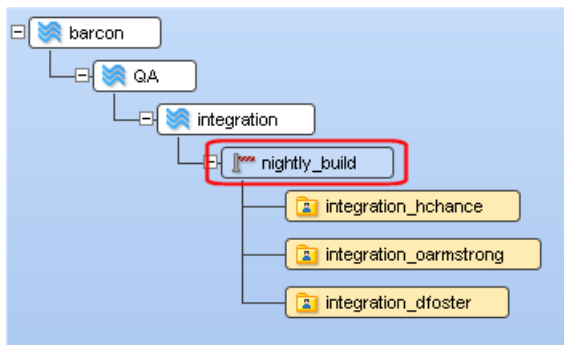 barcon
QA
integration
nightly_build
integration_hchance
integration_oarmstrong
integration_dfoster